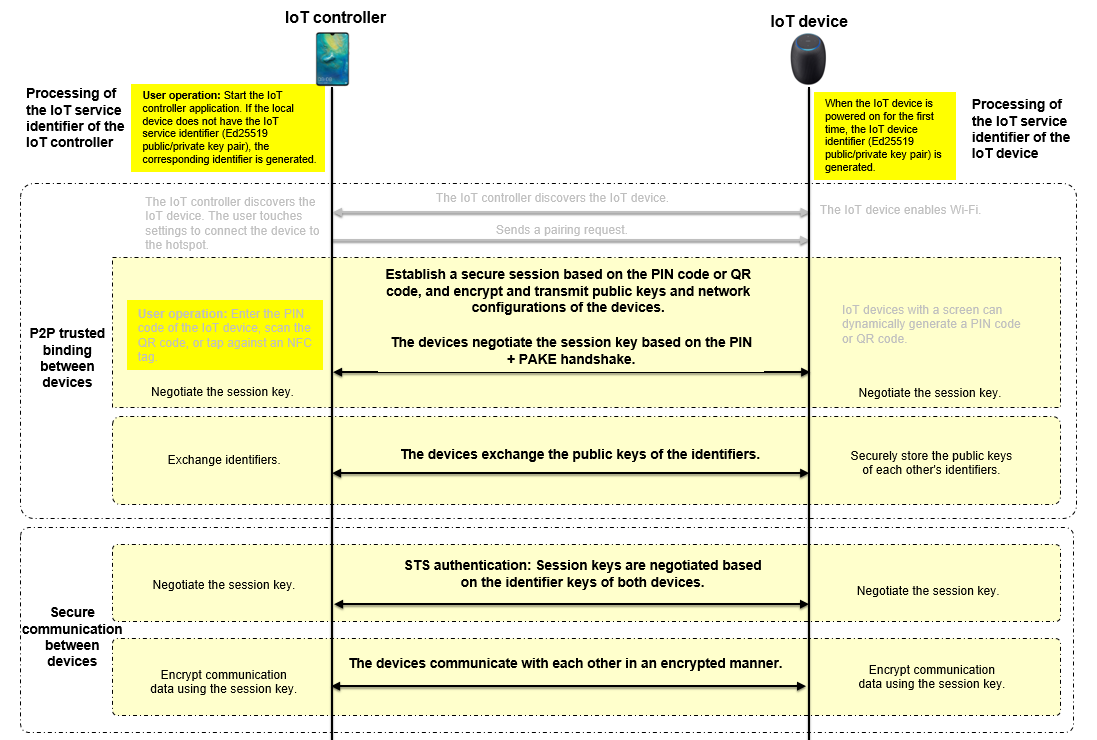 IoT controller
IoT device
Processing of
the IoT service
identifier of the
IoT controller
User operation: Start the IoT
controller application. If the local
device does not have the IoT
service identifier (Ed25519
public/private key pair), the
corresponding identifier is generated.
When the IoT device is
powered on for the first
time, the IoT device
identifier (Ed25519
public/private key pair) is
generated.
Processing of
the IoT service
identifier of the
IoT device
The IoT controller discovers the
IoT device. The user touches
settings to connect the device to
the hotspot.
The IoT controller discovers the IoT device.
The IoT device enables Wi-Fi.
Sends a pairing request.
P2P trusted
binding
between
devices
Establish a secure session based on the PIN code or QR
code, and encrypt and transmit public keys and network
configurations of the devices.
User operation: Enter the PIN
code of the IoT device, scan the
QR code, or tap against an NFC
tag.
IoT devices with a screen can
dynamically generate a PIN code
or QR code.
The devices negotiate the session key based on the PIN
+ PAKE handshake.
Negotiate the session key.
Negotiate the session key.
Exchange identifiers.
The devices exchange the public keys of the identifiers.
Securely store the public keys
of each other's identifiers.
Secure
communication
between
devices
Negotiate the session key.
STS authentication: Session keys are negotiated based
on the identifier keys of both devices.
Negotiate the session key.
Encrypt communication
data using the session key.
The devices communicate with each other in an encrypted manner.
Encrypt communication
data using the session key.